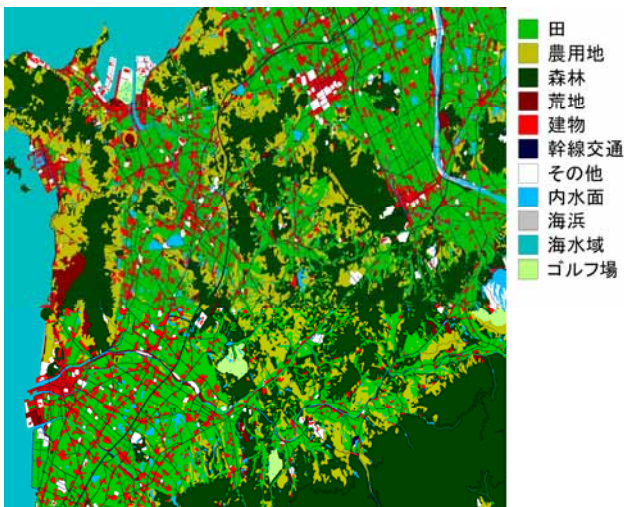 田
農用地
森林
荒地
建物
幹線交通
その他
内水面
海浜
海水域
ゴルフ場